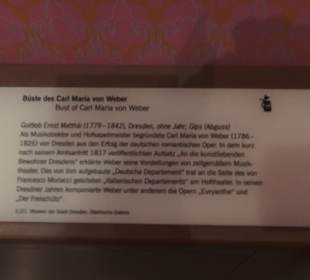 Büste des Carl Maria von Weber
Bust of Carl Maria von Weber
Gottlob Ernst Matthäi (1779–1842), Dresden, ohne Jahr; Gips (Abguss)
Als Musikdirektor und Hofkapellmeister begründete Carl Maria von Weber (1786–
1826) von Dresden aus den Erfolg der deutschen romantischen Oper. In dem kurz
nach seinem Amtsantritt 1817 veröffentlichten Aufsatz „An die kunstliebenden
Bewohner Dresdens“ erklärte Weber seine Vorstellungen von zeitgemäßem Musik-
theater. Das von ihm aufgebaute „Deutsche Departement“ trat an die Seite des von
Francesco Morlacci geleiteten „Italienischen Departements“ am Hoftheater. In seinen
Dresdner Jahren komponierte Weber unter anderem die Opern „Euryanthe“ und
„Der Freischütz“.
Museen der Stadt Dresden, Städtische Galerie